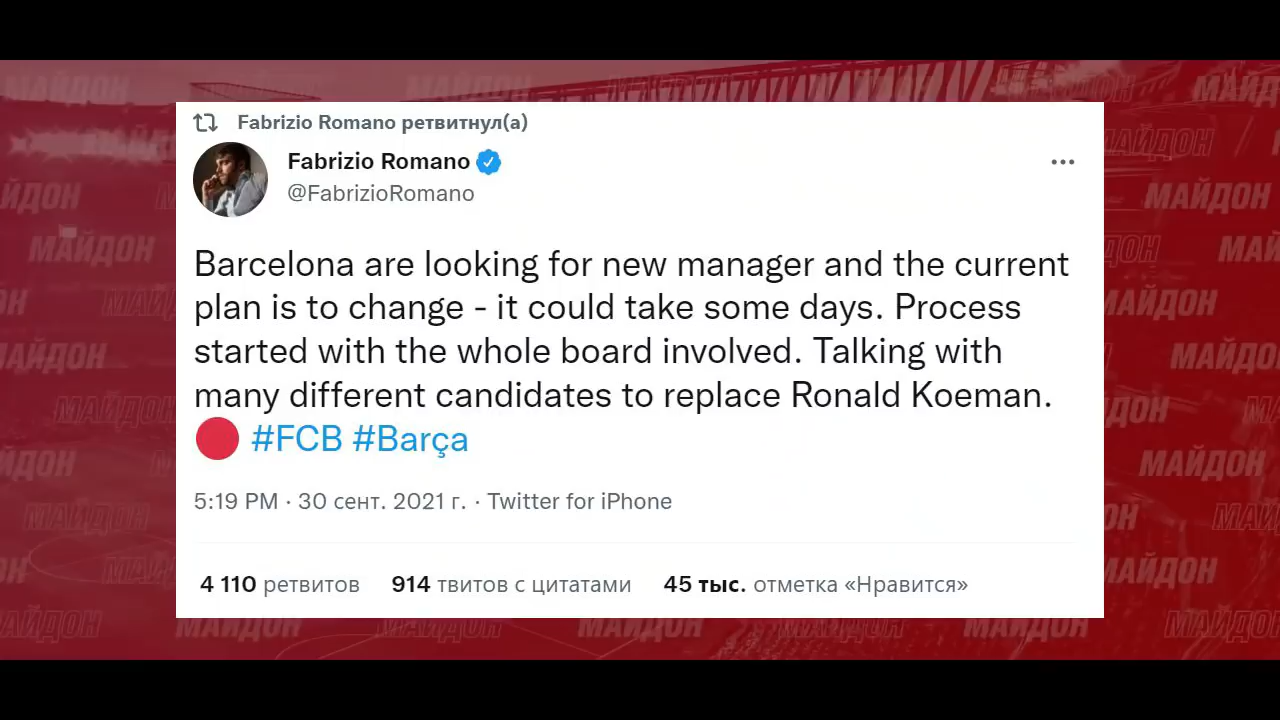 Fabrizio Romano ретвитнул(а)
Fabrizio Romano
@FabrizioRomano
Barcelona are looking for new manager and the current
plan is to change - it could take some days. Process
started with the whole board involved. Talking with
many different candidates to replace Ronald Koeman.
🔴 #FCB #Barça
5:19 PM · 30 сент. 2021 г. · Twitter for iPhone
4 110 ретвитов 914 твитов с цитатами 45 тыс. отметка «Нравится»
МАЙДОН